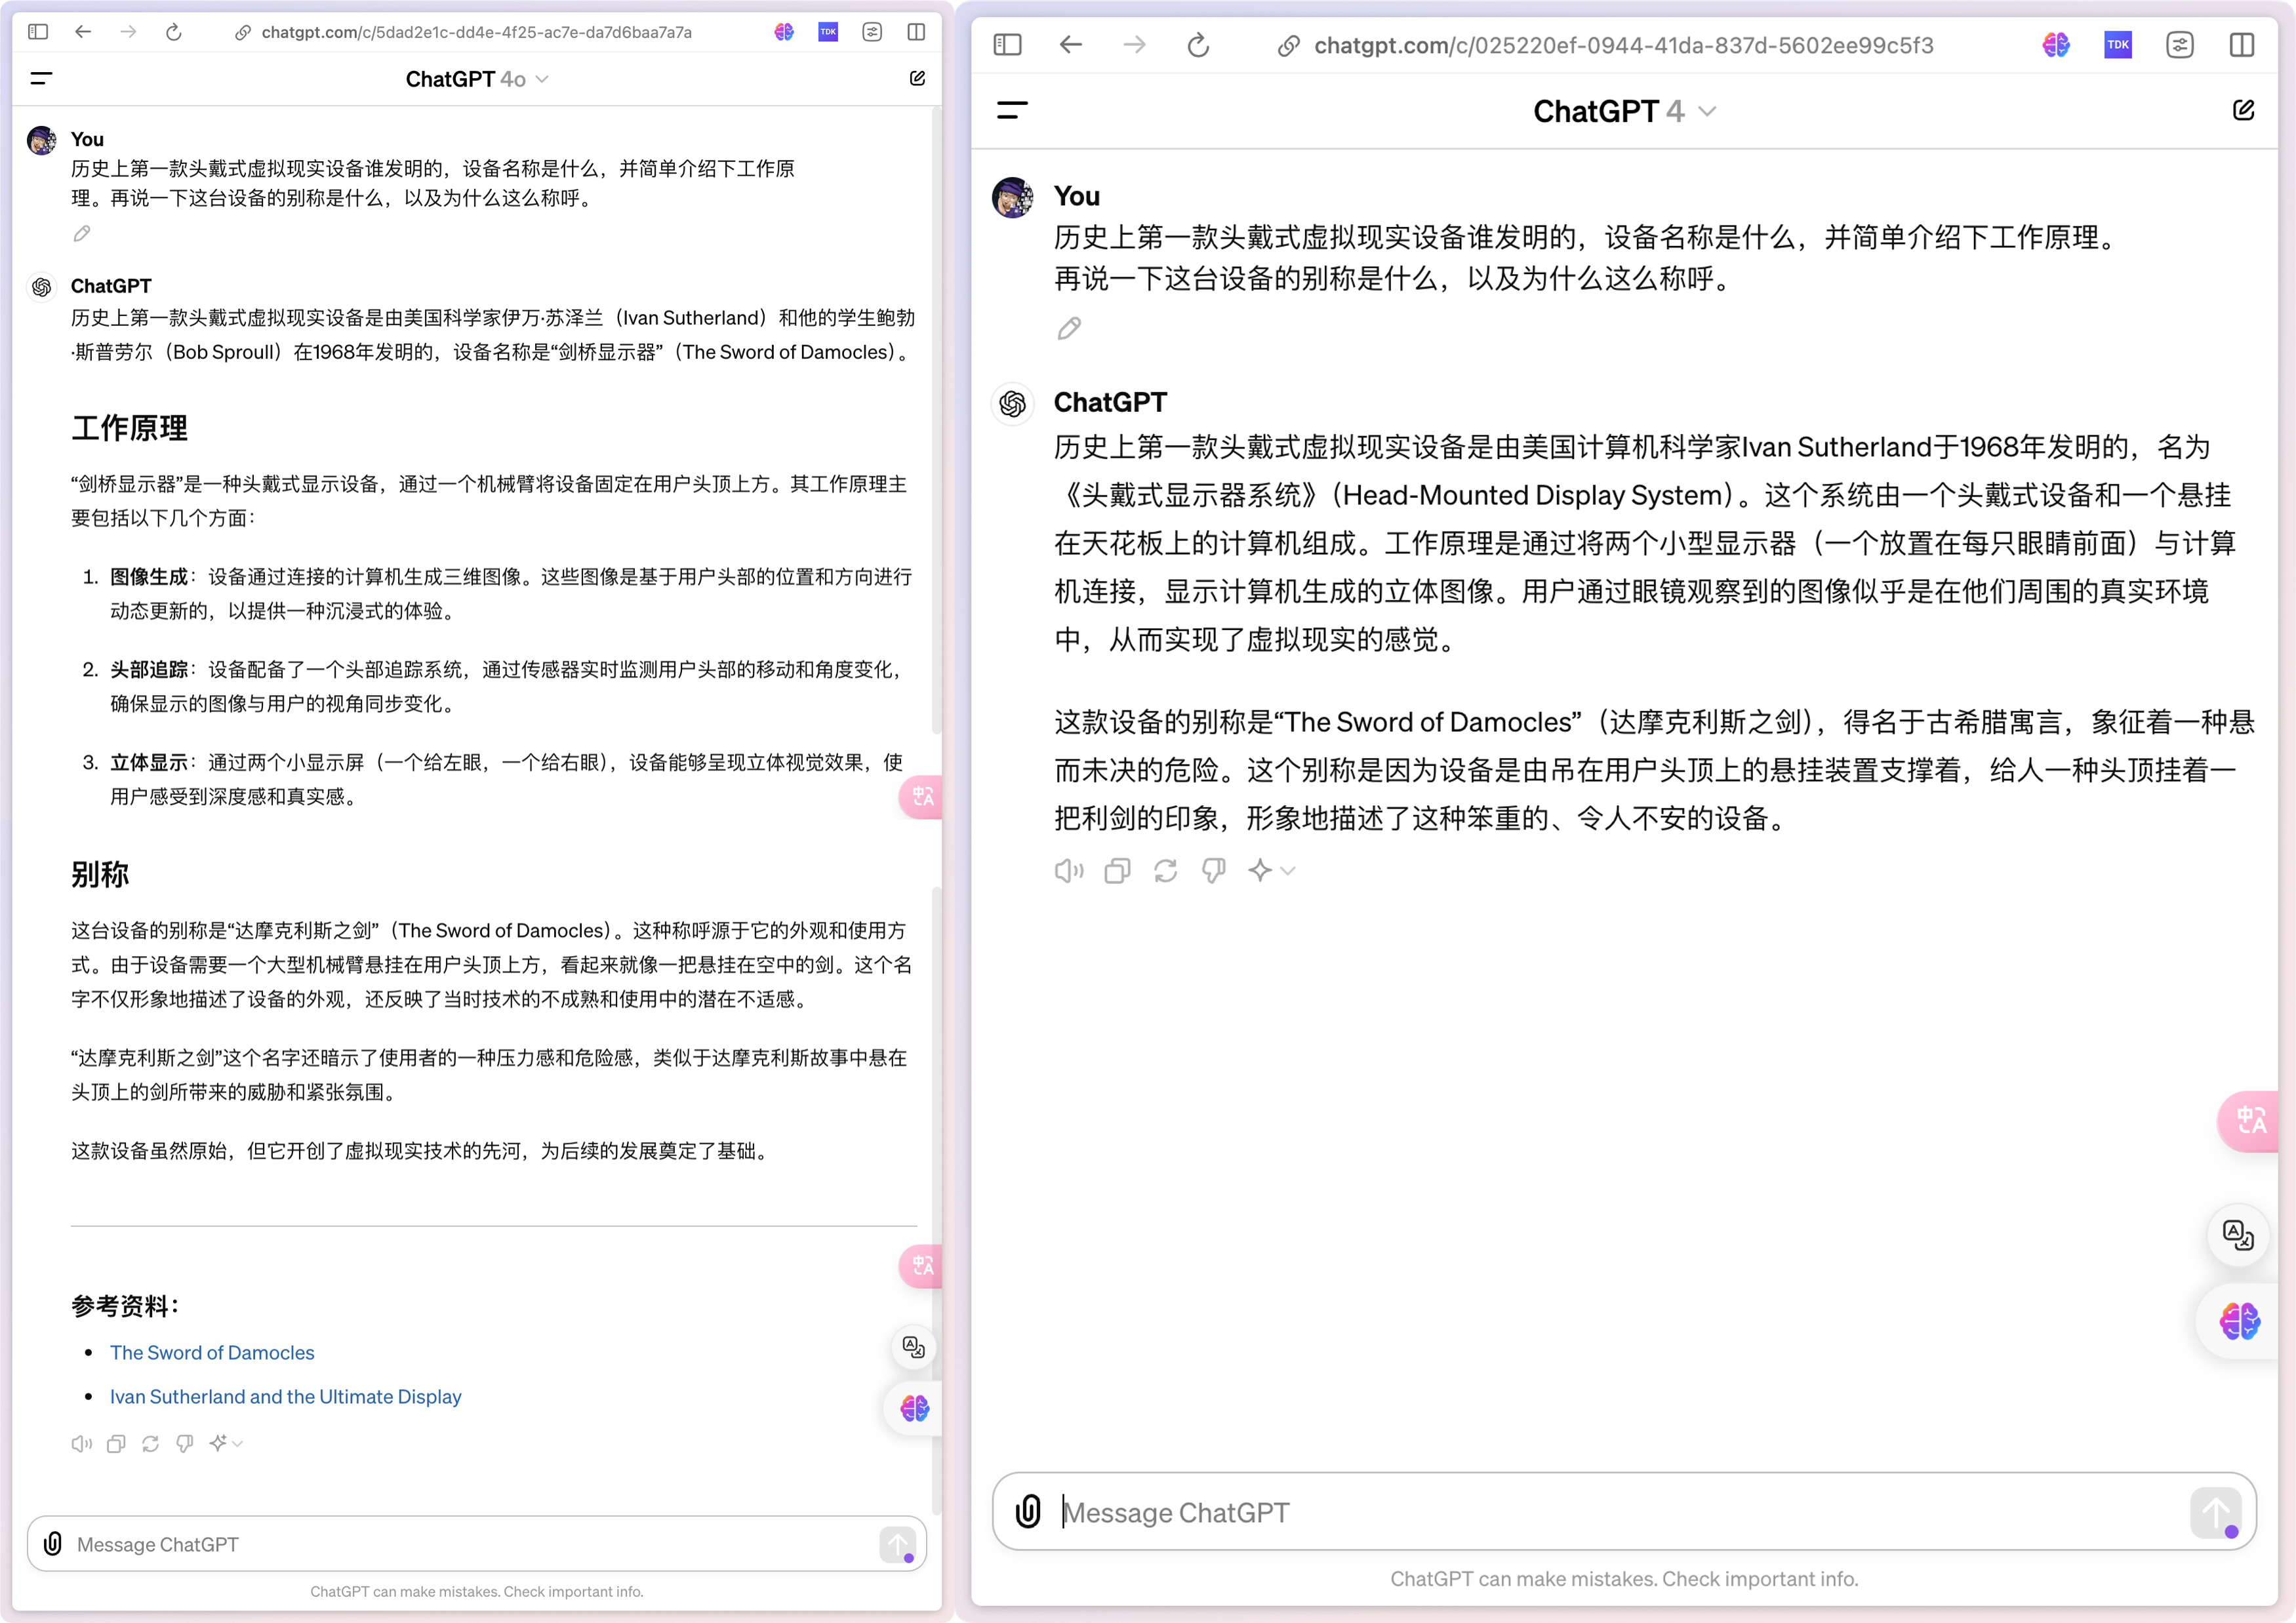 chatgpt.com/c/5dad2e1c-dd4e-4f25-ac7e-da7d6baa7a7a
TDK
ChatGPT 4o
You
历史上第一款头戴式虚拟现实设备谁发明的，设备名称是什么，并简单介绍下工作原
理。再说一下这台设备的别称是什么，以及为什么这么称呼。
ChatGPT
历史上第一款头戴式虚拟现实设备是由美国科学家伊万·苏泽兰（Ivan Sutherland）和他的学生鲍勃
·斯普劳尔（Bob Sproull）在1968年发明的，设备名称是“剑桥显示器”（The Sword of Damocles）。
工作原理
“剑桥显示器”是一种头戴式显示设备，通过一个机械臂将设备固定在用户头顶上方。其工作原理主
要包括以下几个方面：
1. 图像生成：设备通过连接的计算机生成三维图像。这些图像是基于用户头部的位置和方向进行
动态更新的，以提供一种沉浸式的体验。
2. 头部追踪：设备配备了一个头部追踪系统，通过传感器实时监测用户头部的移动和角度变化，
确保显示的图像与用户的视角同步变化。
3. 立体显示：通过两个小显示屏（一个给左眼，一个给右眼），设备能够呈现立体视觉效果，使
用户感受到深度感和真实感。
别称
这台设备的别称是“达摩克利斯之剑”（The Sword of Damocles）。这种称呼源于它的外观和使用方
式。由于设备需要一个大型机械臂悬挂在用户头顶上方，看起来就像一把悬挂在空中的剑。这个名
字不仅形象地描述了设备的外观，还反映了当时技术的不成熟和使用中的潜在不适感。
“达摩克利斯之剑”这个名字还暗示了使用者的一种压力感和危险感，类似于达摩克利斯故事中悬在
头顶上的剑所带来的威胁和紧张氛围。
这款设备虽然原始，但它开创了虚拟现实技术的先河，为后续的发展奠定了基础。
参考资料：
• The Sword of Damocles
• Ivan Sutherland and the Ultimate Display
Message ChatGPT
ChatGPT can make mistakes. Check important info.
chatgpt.com/c/025220ef-0944-41da-837d-5602ee99c5f3
TDK
ChatGPT 4
You
历史上第一款头戴式虚拟现实设备谁发明的，设备名称是什么，并简单介绍下工作原理。
再说一下这台设备的别称是什么，以及为什么这么称呼。
ChatGPT
历史上第一款头戴式虚拟现实设备是由美国计算机科学家Ivan Sutherland于1968年发明的，名为
《头戴式显示器系统》（Head-Mounted Display System）。这个系统由一个头戴式设备和一个悬挂
在天花板上的计算机组成。工作原理是通过将两个小型显示器（一个放置在每只眼睛前面）与计算
机连接，显示计算机生成的立体图像。用户通过眼镜观察到的图像似乎是在他们周围的真实环境
中，从而实现了虚拟现实的感觉。
这款设备的别称是“The Sword of Damocles”（达摩克利斯之剑），得名于古希腊寓言，象征着一种悬
而未决的危险。这个别称是因为设备是由吊在用户头顶上的悬挂装置支撑着，给人一种头顶挂着一
把利剑的印象，形象地描述了这种笨重的、令人不安的设备。
Message ChatGPT
ChatGPT can make mistakes. Check important info.